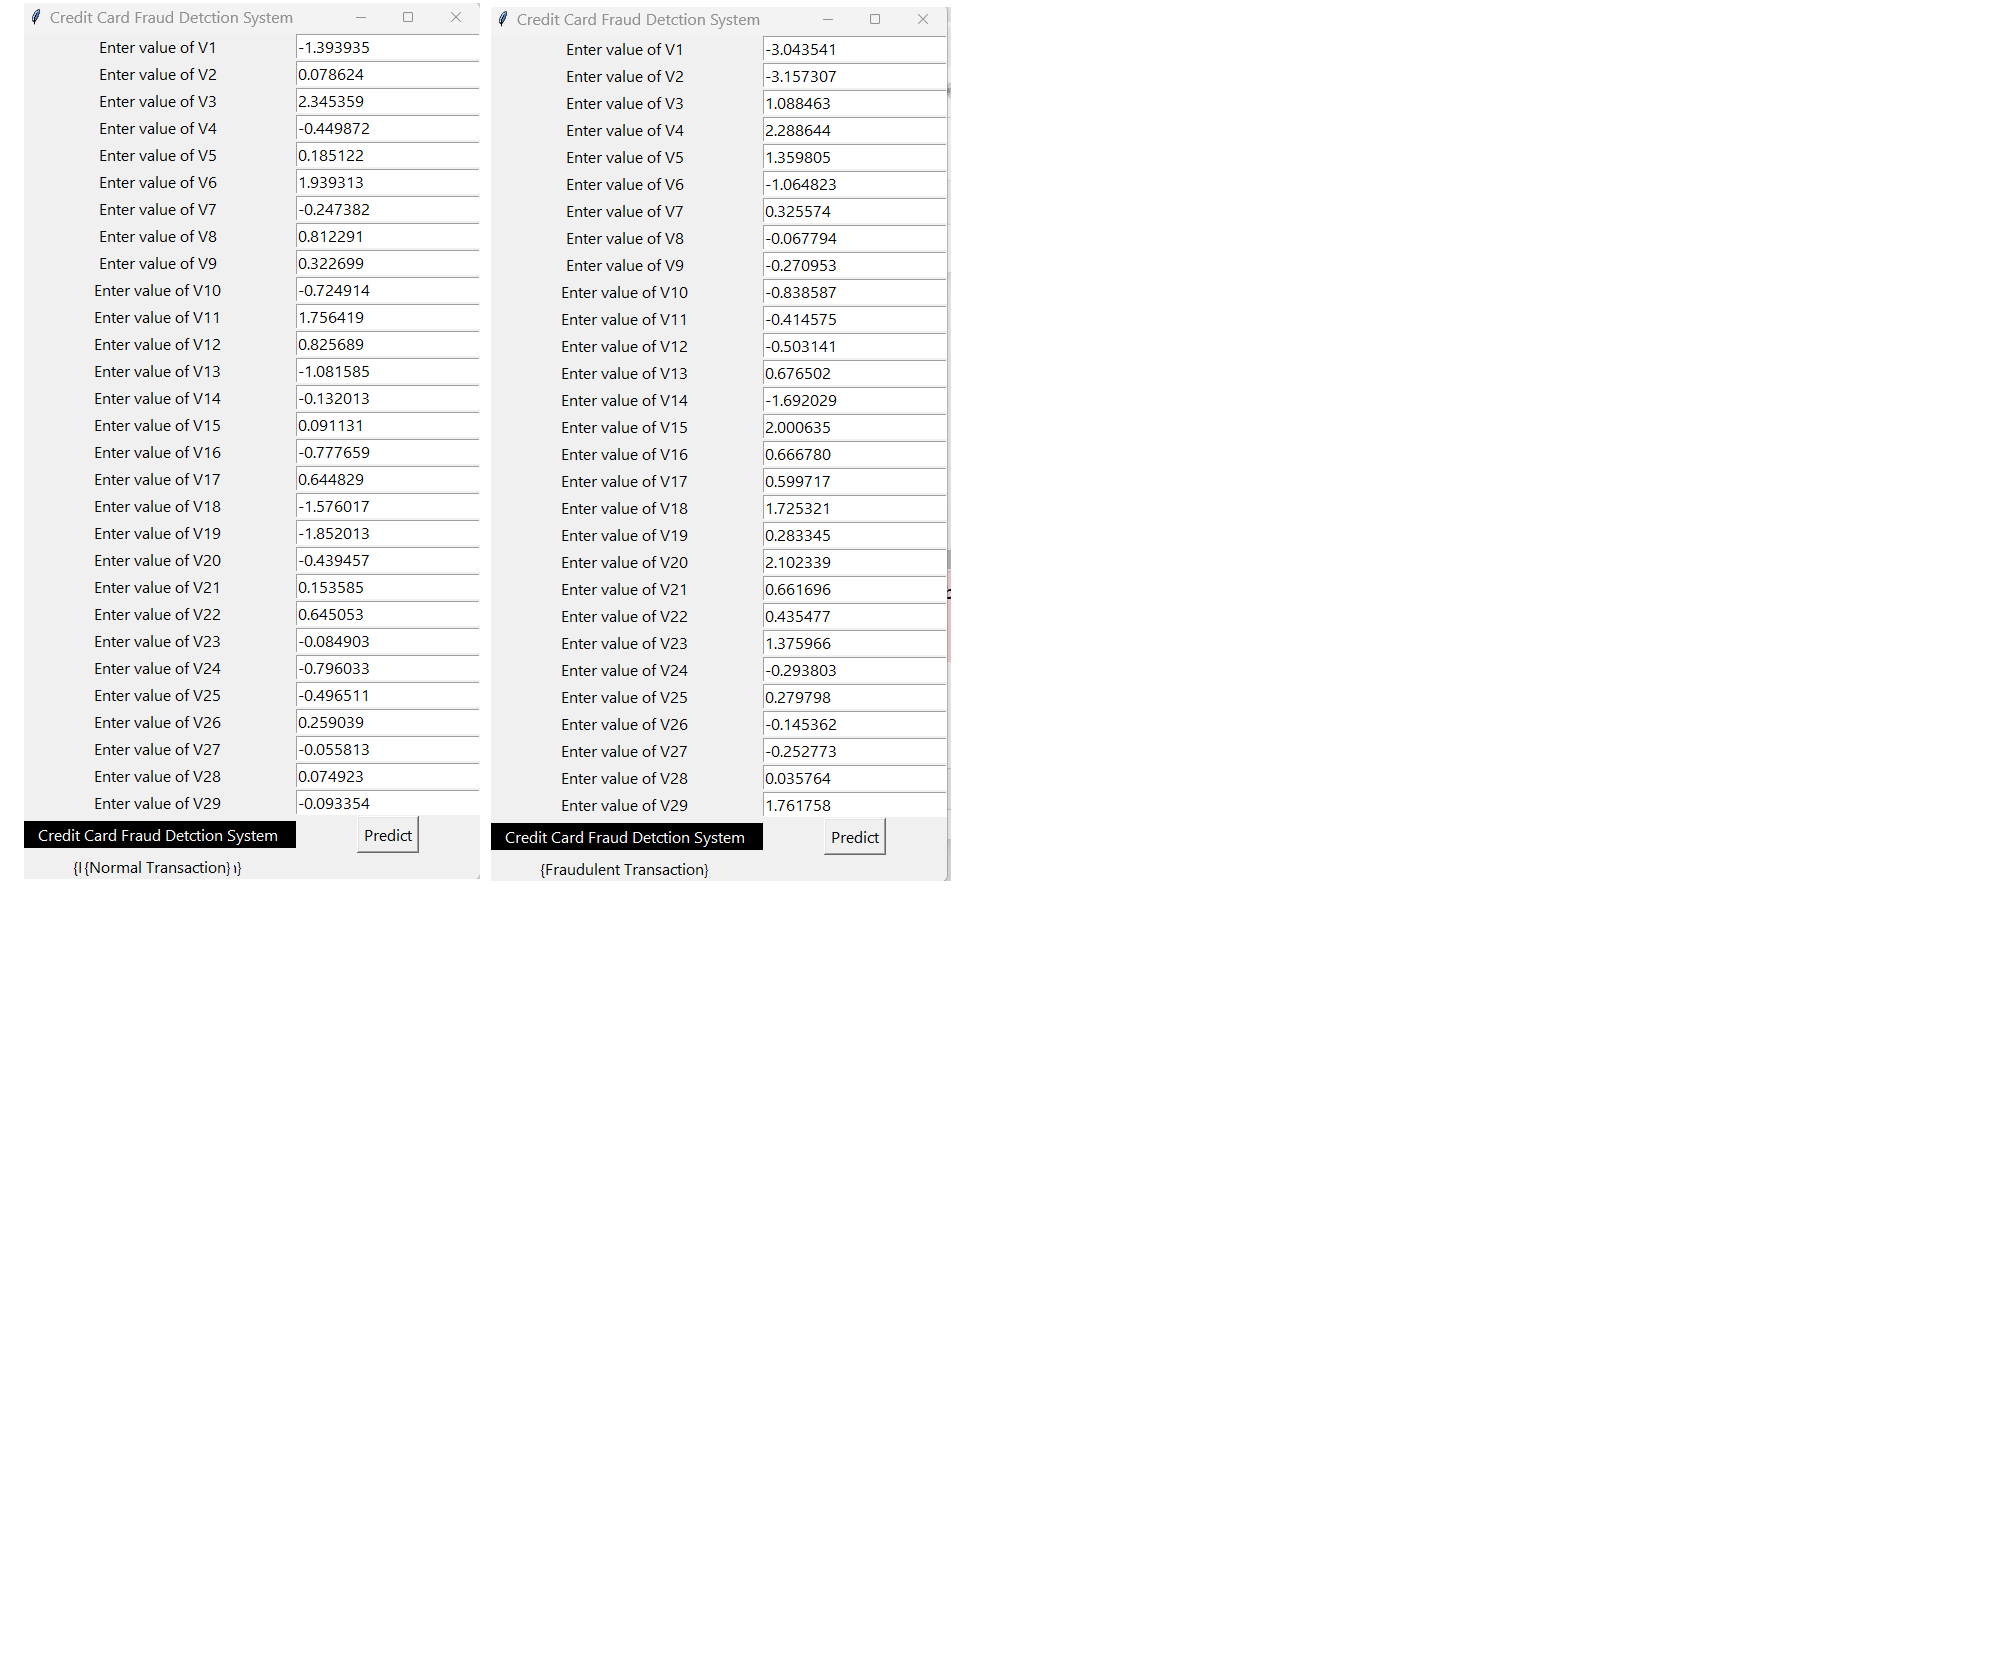 Credit Card Fraud Detction System
Enter value of V1 -1.393935
Enter value of V2 0.078624
Enter value of V3 2.345359
Enter value of V4 -0.449872
Enter value of V5 0.185122
Enter value of V6 1.939313
Enter value of V7 -0.247382
Enter value of V8 0.812291
Enter value of V9 0.322699
Enter value of V10 -0.724914
Enter value of V11 1.756419
Enter value of V12 0.825689
Enter value of V13 -1.081585
Enter value of V14 -0.132013
Enter value of V15 0.091131
Enter value of V16 -0.777659
Enter value of V17 0.644829
Enter value of V18 -1.576017
Enter value of V19 -1.852013
Enter value of V20 -0.439457
Enter value of V21 0.153585
Enter value of V22 0.645053
Enter value of V23 -0.084903
Enter value of V24 -0.796033
Enter value of V25 -0.496511
Enter value of V26 0.259039
Enter value of V27 -0.055813
Enter value of V28 0.074923
Enter value of V29 -0.093354
Credit Card Fraud Detction System Predict
{Normal Transaction}
Credit Card Fraud Detction System
Enter value of V1 -3.043541
Enter value of V2 -3.157307
Enter value of V3 1.088463
Enter value of V4 2.288644
Enter value of V5 1.359805
Enter value of V6 -1.064823
Enter value of V7 0.325574
Enter value of V8 -0.067794
Enter value of V9 -0.270953
Enter value of V10 -0.838587
Enter value of V11 -0.414575
Enter value of V12 -0.503141
Enter value of V13 0.676502
Enter value of V14 -1.692029
Enter value of V15 2.000635
Enter value of V16 0.666780
Enter value of V17 0.599717
Enter value of V18 1.725321
Enter value of V19 0.283345
Enter value of V20 2.102339
Enter value of V21 0.661696
Enter value of V22 0.435477
Enter value of V23 1.375966
Enter value of V24 -0.293803
Enter value of V25 0.279798
Enter value of V26 -0.145362
Enter value of V27 -0.252773
Enter value of V28 0.035764
Enter value of V29 1.761758
Credit Card Fraud Detction System Predict
{Fraudulent Transaction}